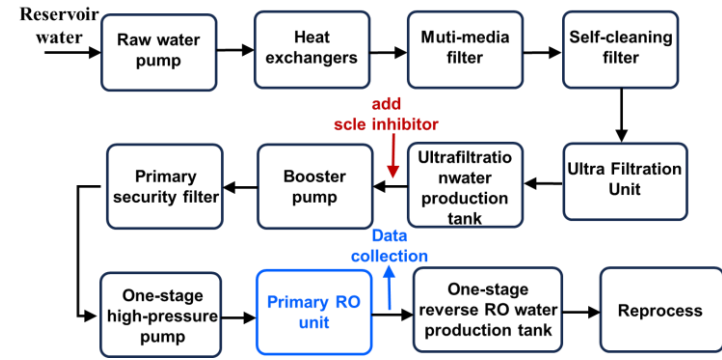 Reservoir
water
Raw water
pump
Heat
exchangers
Muti-media
filter
Self-cleaning
filter
add
scle inhibitor
Primary
security filter
Booster
pump
Ultrafiltratio
nwater
production
tank
Ultra Filtration
Unit
Data
collection
One-stage
high-pressure
pump
Primary RO
unit
One-stage
reverse RO water
production tank
Reprocess